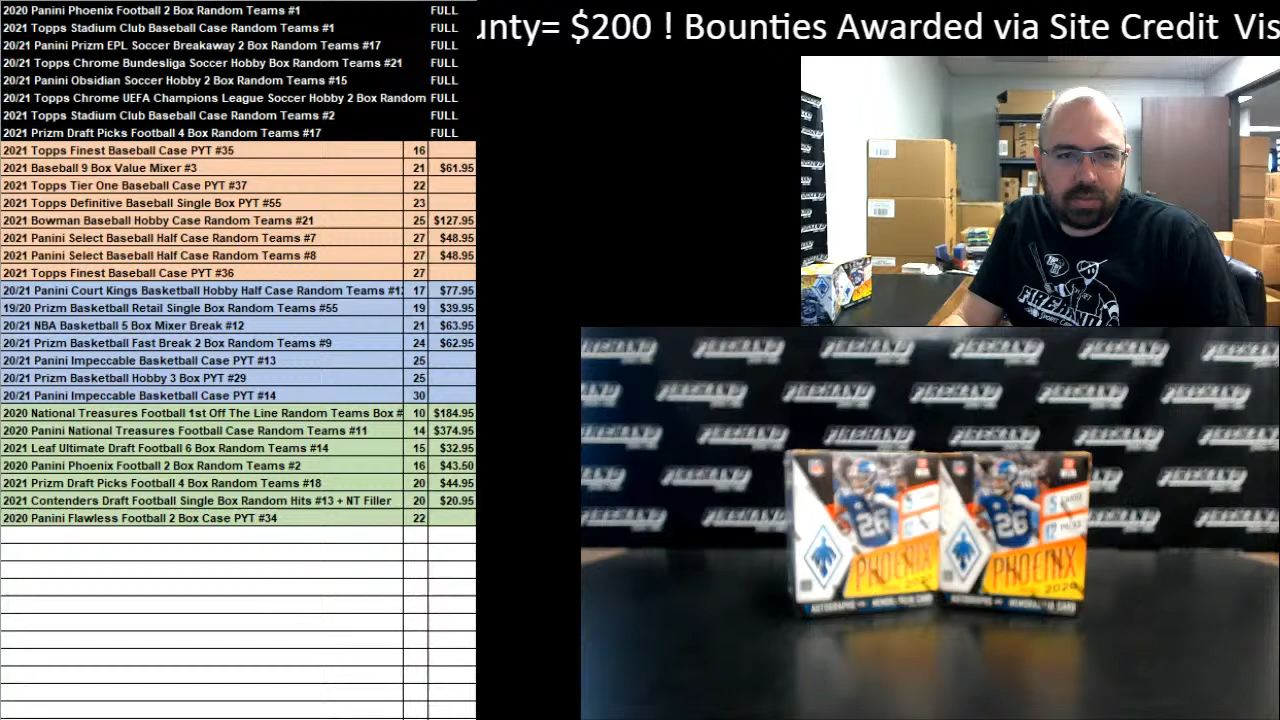 2020 Panini Phoenix Football 2 Box Random Teams #1 FULL
2021 Topps Stadium Club Baseball Case Random Teams #1 FULL
20/21 Panini Prizm EPL Soccer Breakaway 2 Box Random Teams #17 FULL
20/21 Topps Chrome Bundesliga Soccer Hobby Box Random Teams #21 FULL
20/21 Panini Obsidian Soccer Hobby 2 Box Random Teams #15 FULL
20/21 Topps Chrome UEFA Champions League Soccer Hobby 2 Box Random FULL
2021 Topps Stadium Club Baseball Case Random Teams #2 FULL
2021 Prizm Draft Picks Football 4 Box Random Teams #17 FULL
2021 Topps Finest Baseball Case PYT #35 16
2021 Baseball 9 Box Value Mixer #3 21 $61.95
2021 Topps Tier One Baseball Case PYT #37 22
2021 Topps Definitive Baseball Single Box PYT #55 23
2021 Bowman Baseball Hobby Case Random Teams #21 25 $127.95
2021 Panini Select Baseball Half Case Random Teams #7 27 $48.95
2021 Panini Select Baseball Half Case Random Teams #8 27 $48.95
2021 Topps Finest Baseball Case PYT #36 27
20/21 Panini Court Kings Basketball Hobby Half Case Random Teams 17 $77.95
19/20 Prizm Basketball Retail Single Box Random Teams #55 19 $39.95
20/21 NBA Basketball 5 Box Mixer Break #12 21 $63.95
20/21 Prizm Basketball Fast Break 2 Box Random Teams #9 24 $62.95
20/21 Panini Impeccable Basketball Case PYT #13 25
20/21 Prizm Basketball Hobby 3 Box PYT #29 25
20/21 Panini Impeccable Basketball Case PYT #14 30
2020 National Treasures Football 1st Off The Line Random Teams Box # 10 $184.95
2020 Panini National Treasures Football Case Random Teams #11 14 $374.95
2021 Leaf Ultimate Draft Football 6 Box Random Teams #14 15 $32.95
2020 Panini Phoenix Football 2 Box Random Teams #2 16 $43.50
2021 Prizm Draft Picks Football 4 Box Random Teams #18 20 $44.95
2021 Contenders Draft Football Single Box Random Hits #13 + NT Filler 20 $20.95
2020 Panini Flawless Football 2 Box Case PYT #34 22
unty= $200 ! Bounties Awarded via Site Credit Vis
FIREHAND
PHOENIX
PHOENIX
2020